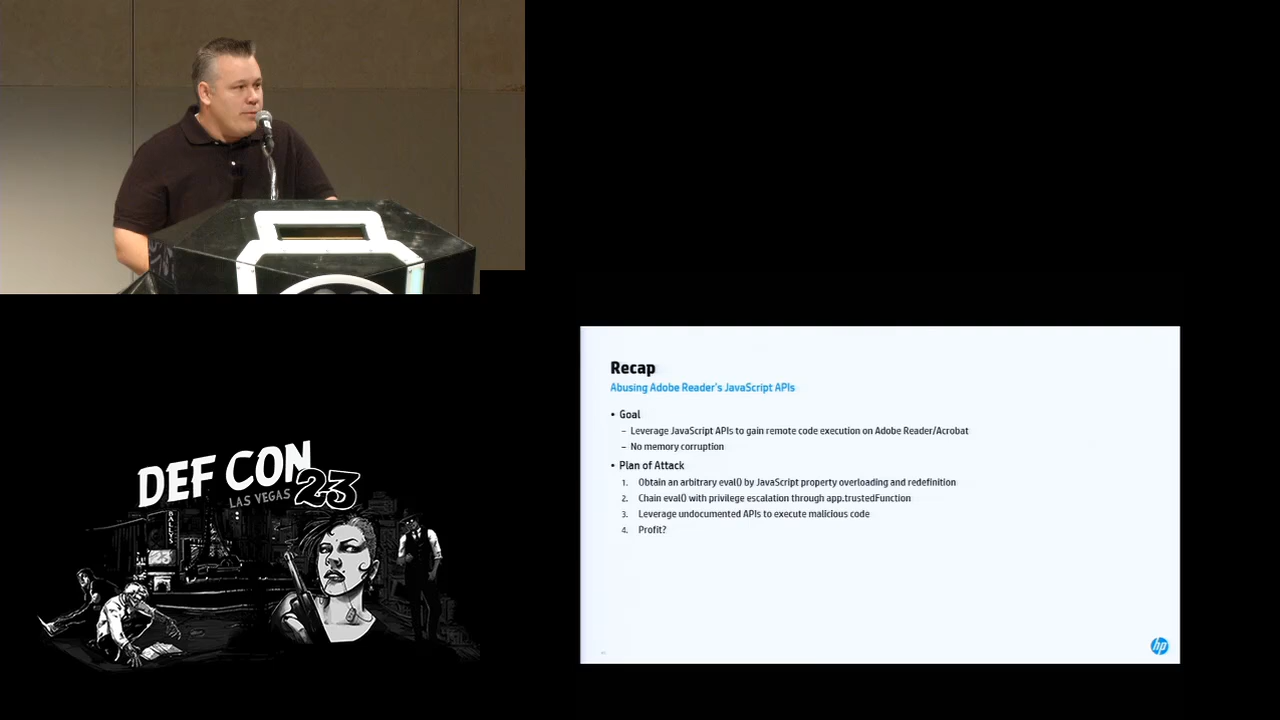 Recap
Abusing Adobe Reader's JavaScript APIs
• Goal
– Leverage JavaScript APIs to gain remote code execution on Adobe Reader/Acrobat
– No memory corruption
• Plan of Attack
1. Obtain an arbitrary eval() by JavaScript property overloading and redefinition
2. Chain eval() with privilege escalation through app.trustedFunction
3. Leverage undocumented APIs to execute malicious code
4. Profit?
hp
DEF CON
LAS VEGAS 23
BALLYS
23